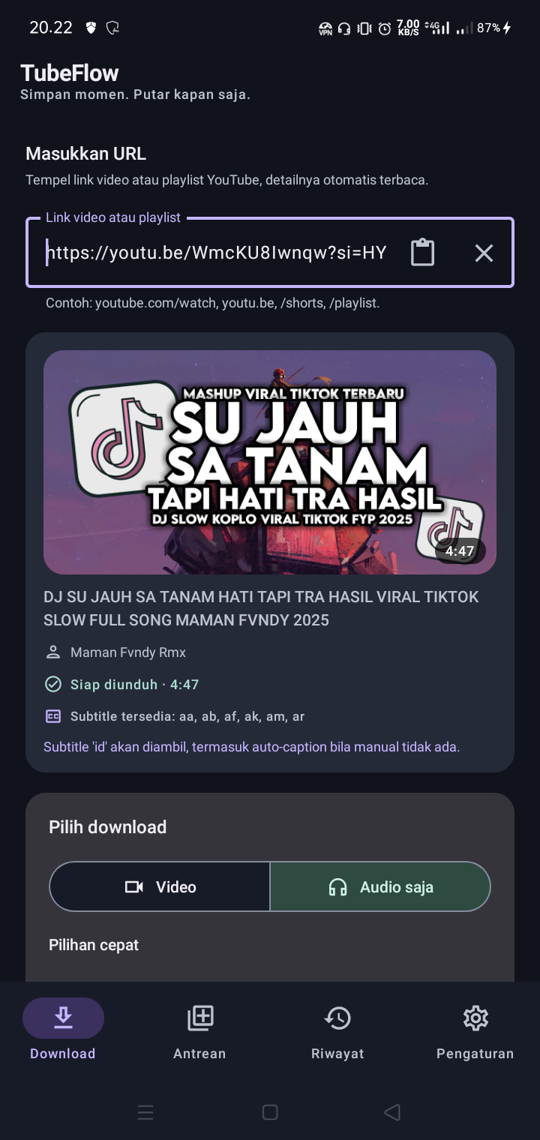 20.22
VPN
7.00
KB/S
4G
87%
TubeFlow
Simpan momen. Putar kapan saja.
Masukkan URL
Tempel link video atau playlist YouTube, detailnya otomatis terbaca.
Link video atau playlist
https://youtu.be/WmcKU8Iwnqw?si=HY
Contoh: youtube.com/watch, youtu.be, /shorts, /playlist.
MASHUP VIRAL TIKTOK TERBARU
SU JAUH
SA TANAM
TAPI HATI TRA HASIL
DJ SLOW KOPLO VIRAL TIKTOK FYP 2025
4:47
DJ SU JAUH SA TANAM HATI TAPI TRA HASIL VIRAL TIKTOK
SLOW FULL SONG MAMAN FVNDY 2025
Maman Fvndy Rmx
Siap diunduh · 4:47
CC Subtitle tersedia: aa, ab, af, ak, am, ar
Subtitle 'id' akan diambil, termasuk auto-caption bila manual tidak ada.
Pilih download
Video
Audio saja
Pilihan cepat
Download
Antrean
Riwayat
Pengaturan